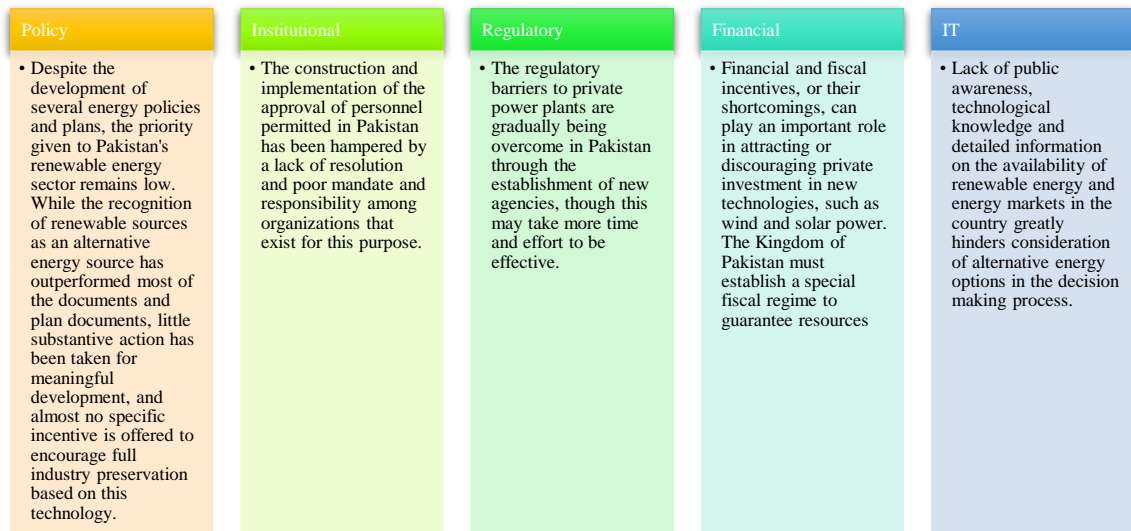 Policy
• Despite the
development of
several energy policies
and plans, the priority
given to Pakistan's
renewable energy
sector remains low.
While the recognition
of renewable sources
as an alternative
energy source has
outperformed most of
the documents and
plan documents, little
substantive action has
been taken for
meaningful
development, and
almost no specific
incentive is offered to
encourage full
industry preservation
based on this
technology.
Institutional
• The construction and
implementation of the
approval of personnel
permitted in Pakistan
has been hampered by
a lack of resolution
and poor mandate and
responsibility among
organizations that
exist for this purpose.
Regulatory
• The regulatory
barriers to private
power plants are
gradually being
overcome in Pakistan
through the
establishment of new
agencies, though this
may take more time
and effort to be
effective.
Financial
• Financial and fiscal
incentives, or their
shortcomings, can
play an important role
in attracting or
discouraging private
investment in new
technologies, such as
wind and solar power.
The Kingdom of
Pakistan must
establish a special
fiscal regime to
guarantee resources
IT
• Lack of public
awareness,
technological
knowledge and
detailed information
on the availability of
renewable energy and
energy markets in the
country greatly
hinders consideration
of alternative energy
options in the decision
making process.